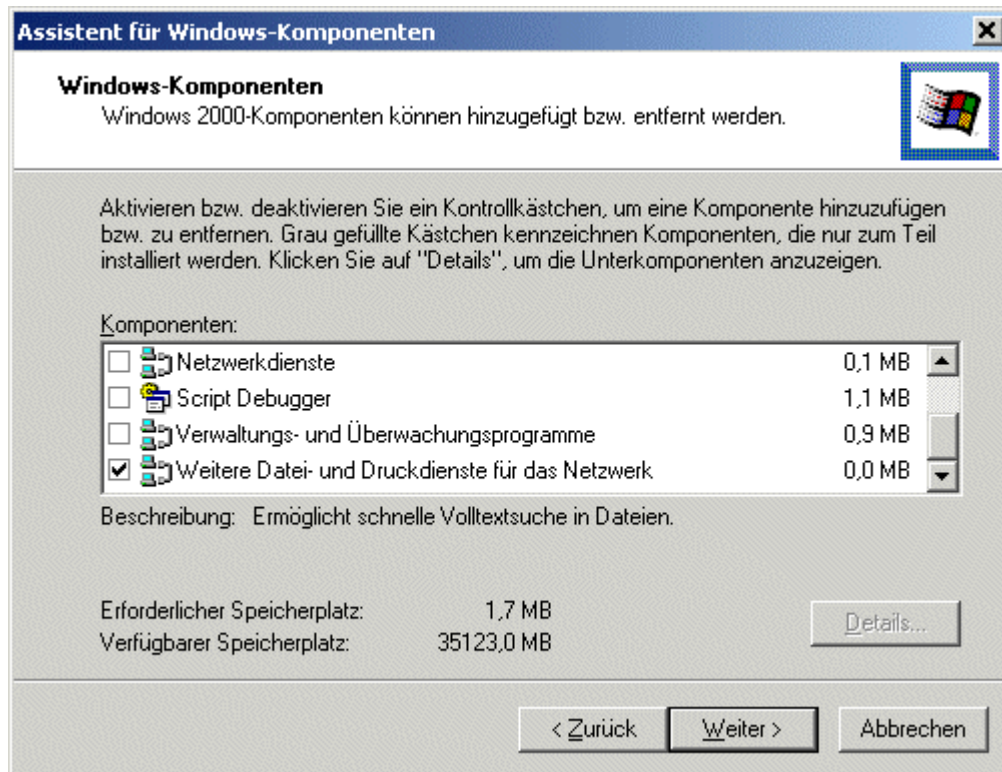 Assistent für Windows-Komponenten
Windows-Komponenten
Windows 2000-Komponenten können hinzugefügt bzw. entfernt werden.
Aktivieren bzw. deaktivieren Sie ein Kontrollkästchen, um eine Komponente hinzuzufügen
bzw. zu entfernen. Grau gefüllte Kästchen kennzeichnen Komponenten, die nur zum Teil
installiert werden. Klicken Sie auf "Details", um die Unterkomponenten anzuzeigen.
Komponenten:
Netzwerkdienste 0,1 MB
Script Debugger 1,1 MB
Verwaltungs- und Überwachungsprogramme 0,9 MB
Weitere Datei- und Druckdienste für das Netzwerk 0,0 MB
Beschreibung: Ermöglicht schnelle Volltextsuche in Dateien.
Erforderlicher Speicherplatz: 1,7 MB
Verfügbarer Speicherplatz: 35123,0 MB
Details...
< Zurück Weiter > Abbrechen